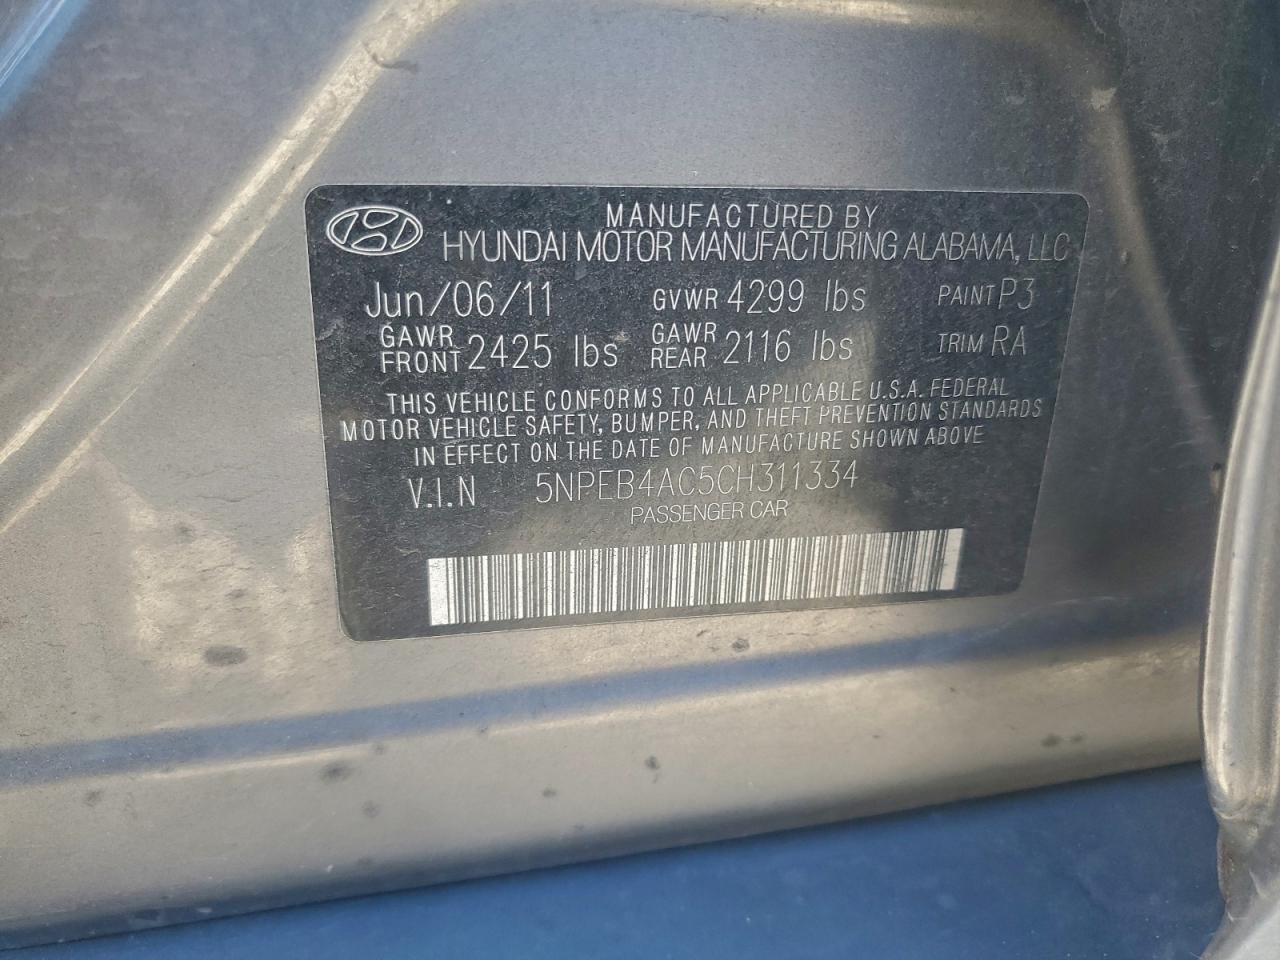 MANUFACTURED BY
HYUNDAI MOTOR MANUFACTURING ALABAMA, LLC
Jun/06/11 GVWR 4299 lbs PAINT P3
GAWR FRONT 2425 lbs GAWR REAR 2116 lbs TRIM RA
THIS VEHICLE CONFORMS TO ALL APPLICABLE U.S.A. FEDERAL
MOTOR VEHICLE SAFETY, BUMPER, AND THEFT PREVENTION STANDARDS
IN EFFECT ON THE DATE OF MANUFACTURE SHOWN ABOVE
V.I.N 5NPEB4AC5CH311334
PASSENGER CAR